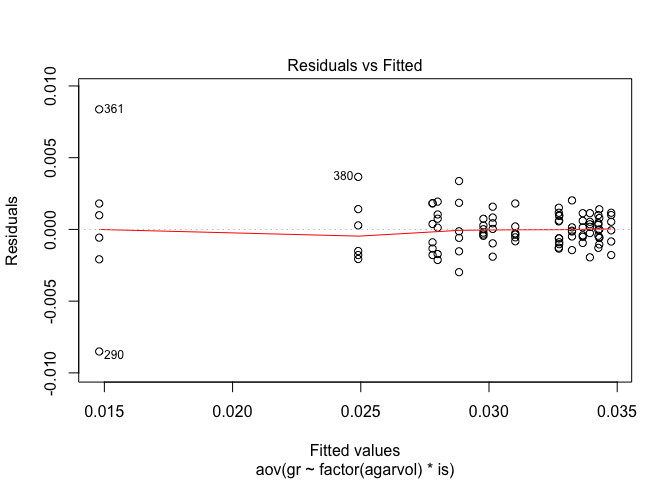 Residuals vs Fitted
0.010
0.005
0.000
-0.005
-0.010
Residuals
361
380
290
0.015 0.020 0.025 0.030 0.035
Fitted values
aov(gr ~ factor(agarvol) * is)